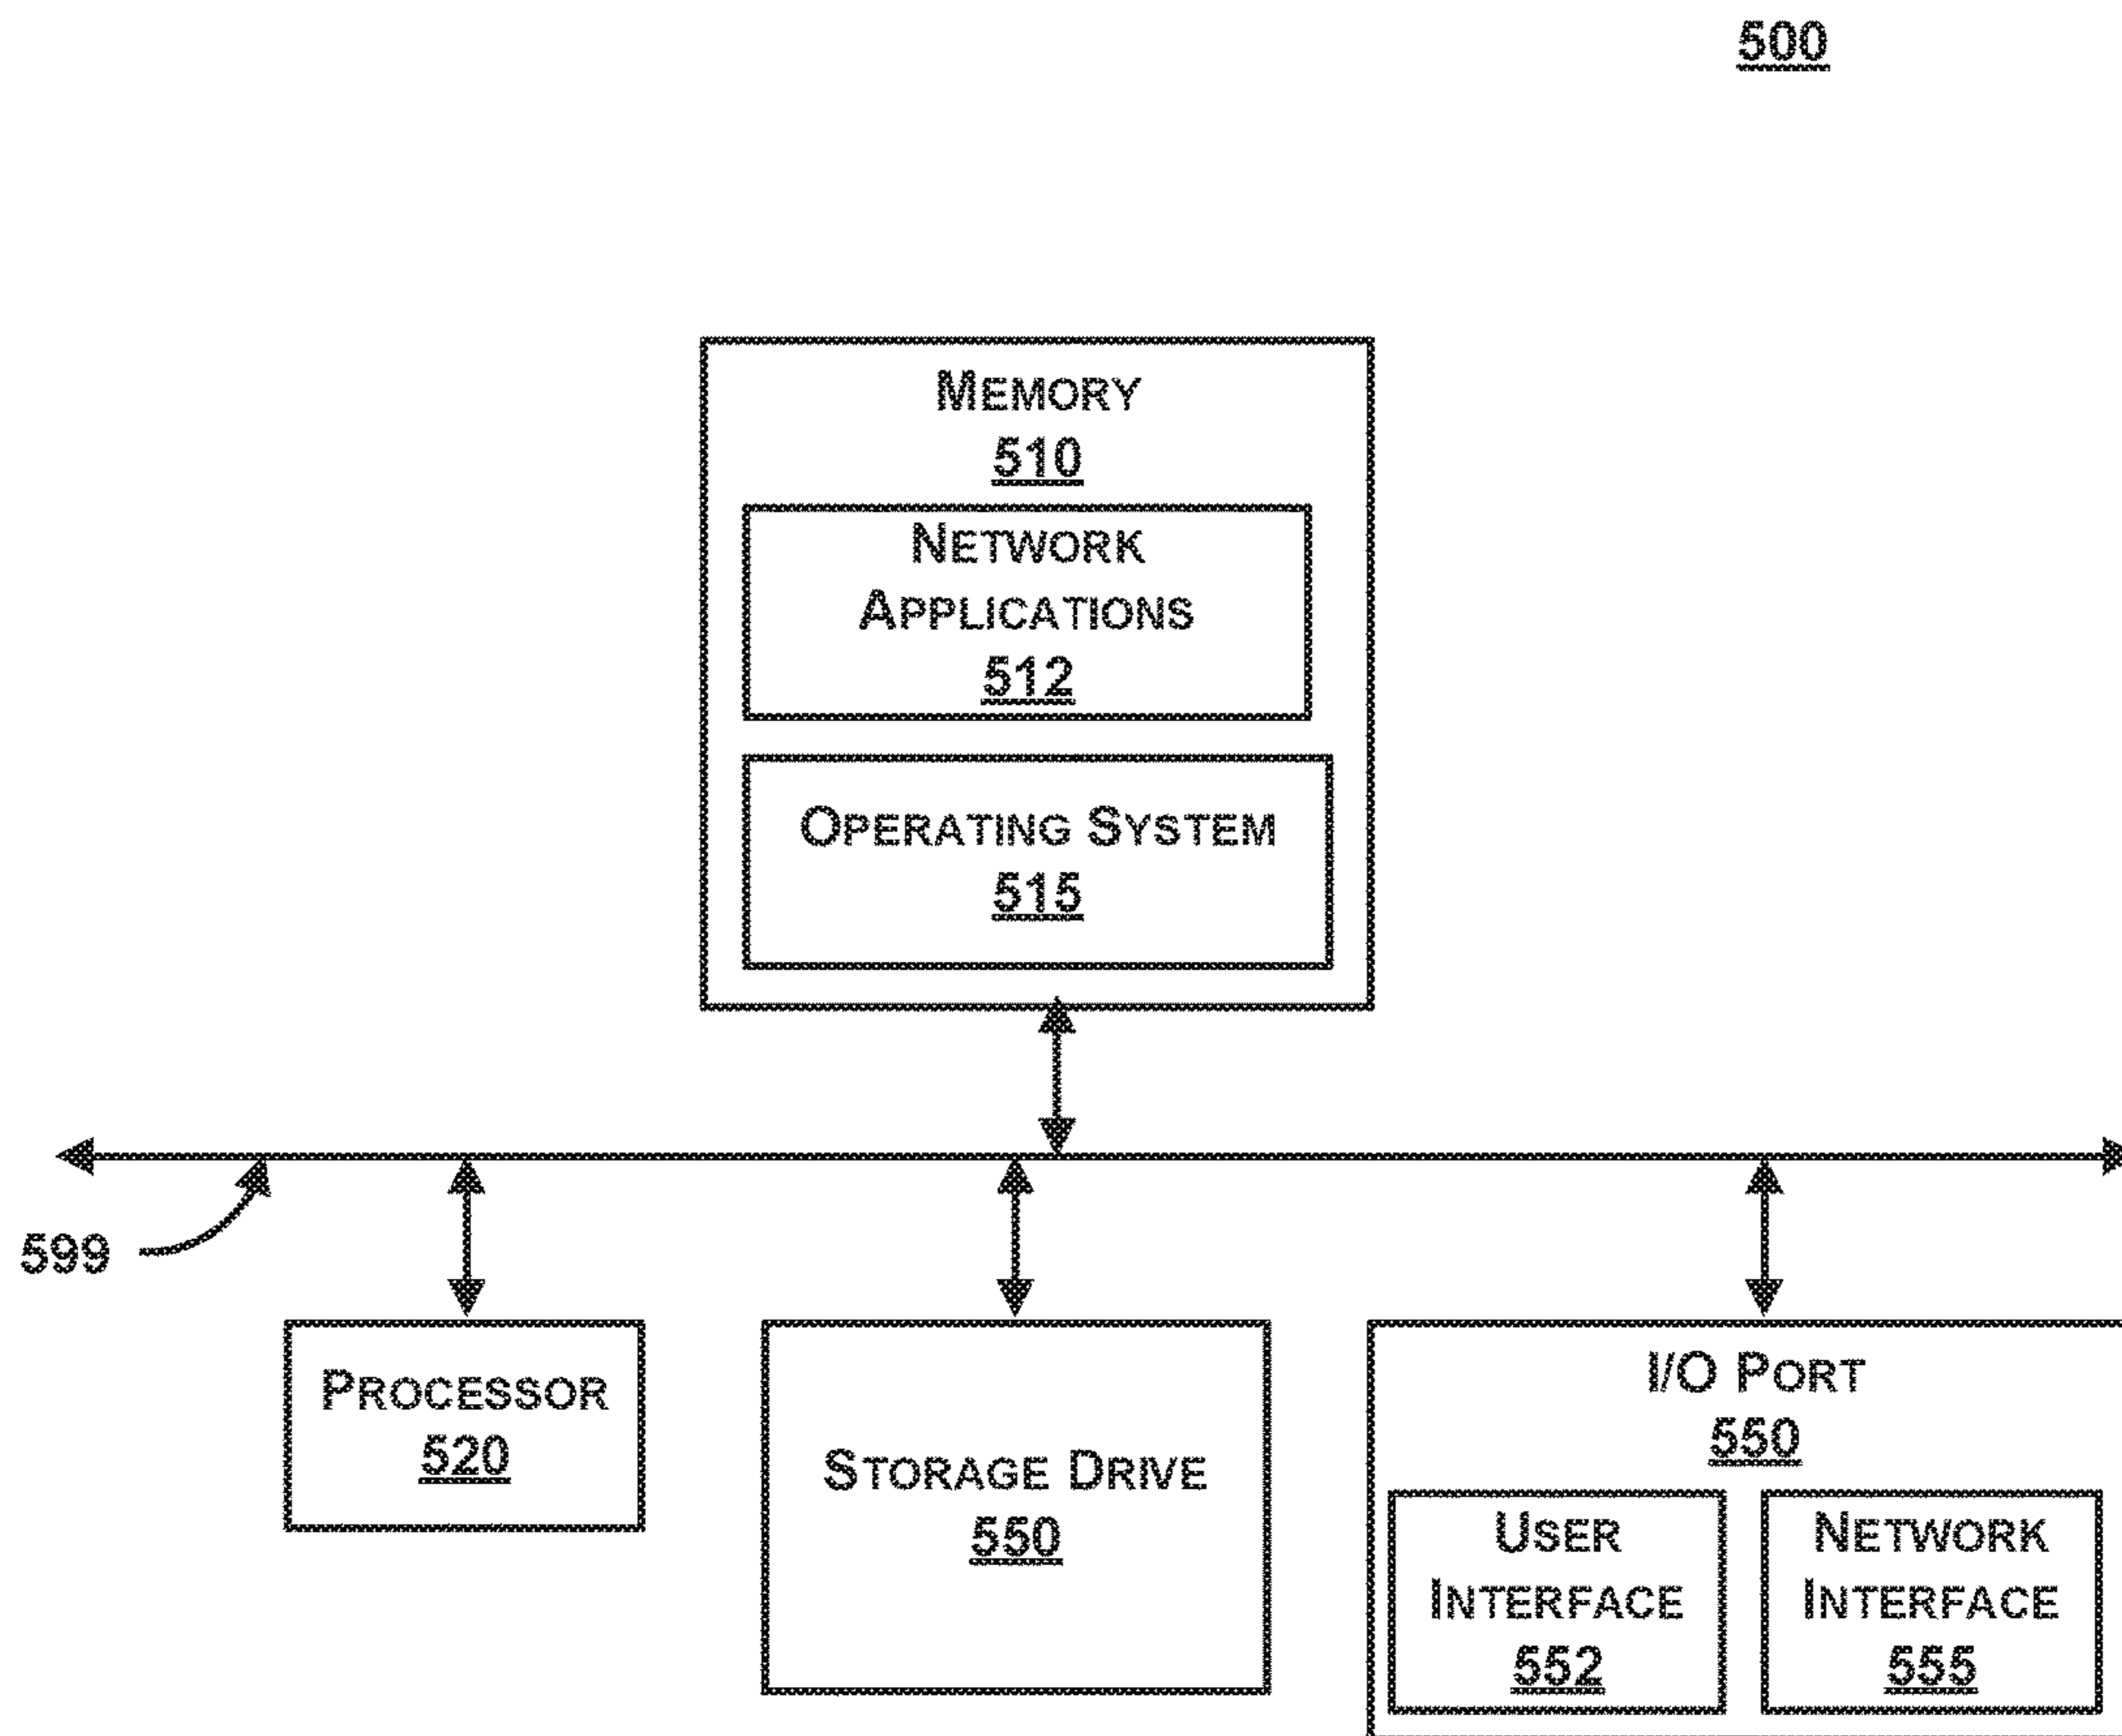 500
MEMORY
510
NETWORK
APPLICATIONS
512
OPERATING SYSTEM
515
599
PROCESSOR
520
STORAGE DRIVE
550
I/O PORT
550
USER
INTERFACE
552
NETWORK
INTERFACE
555